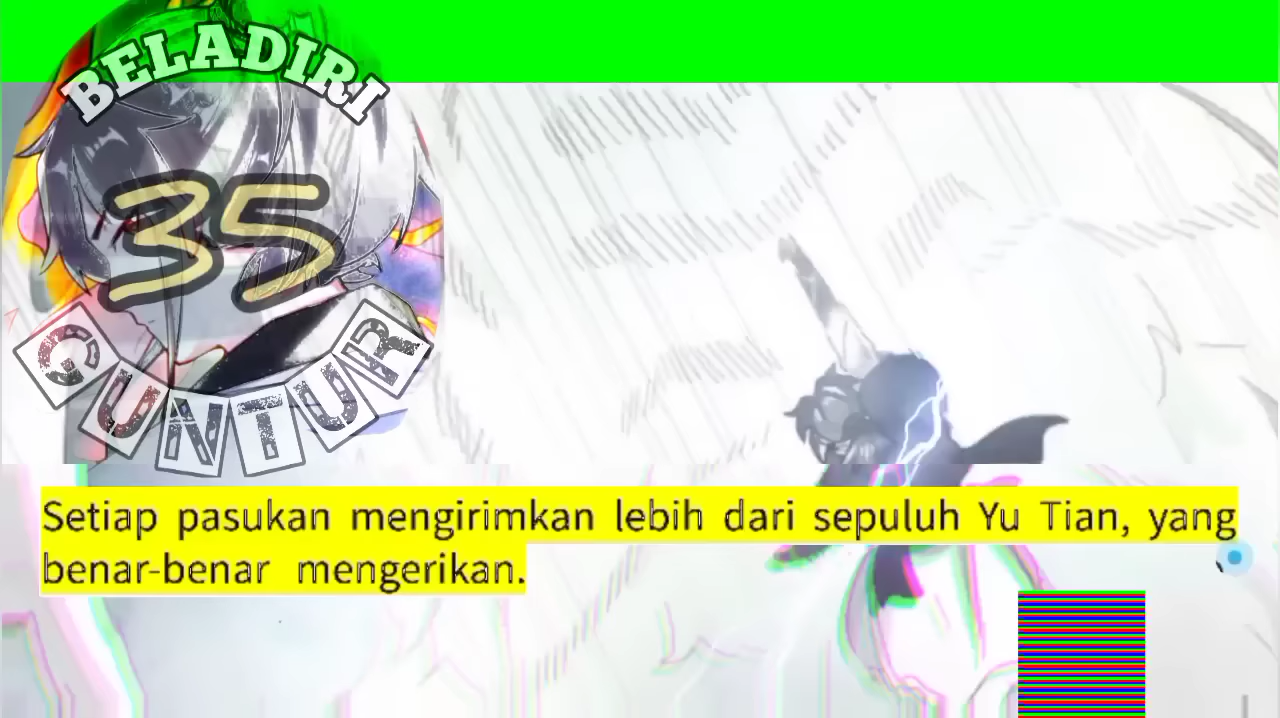 BELADIRI
35
GUNTUR
Setiap pasukan mengirimkan lebih dari sepuluh Yu Tian, yang
benar-benar mengerikan.